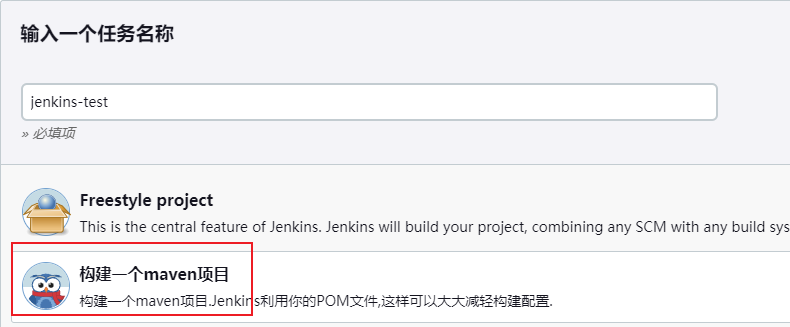 输入一个任务名称
jenkins-test
» 必填项
Freestyle project
This is the central feature of Jenkins. Jenkins will build your project, combining any SCM with any build sys
构建一个maven项目
构建一个maven项目.Jenkins利用你的POM文件,这样可以大大减轻构建配置.